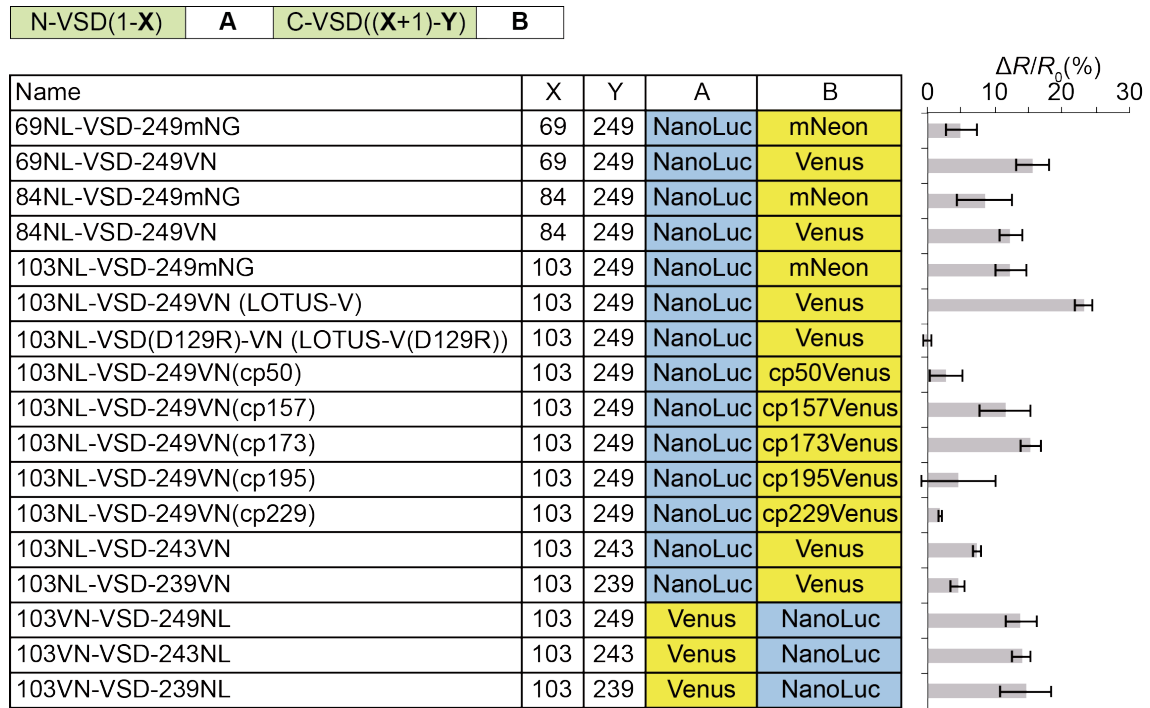 N-VSD(1-X) A C-VSD((X+1)-Y) B
ΔR/R0(%)
0 10 20 30
Name X Y A B
69NL-VSD-249mNG 69 249 NanoLuc mNeon
69NL-VSD-249VN 69 249 NanoLuc Venus
84NL-VSD-249mNG 84 249 NanoLuc mNeon
84NL-VSD-249VN 84 249 NanoLuc Venus
103NL-VSD-249mNG 103 249 NanoLuc mNeon
103NL-VSD-249VN (LOTUS-V) 103 249 NanoLuc Venus
103NL-VSD(D129R)-VN (LOTUS-V(D129R)) 103 249 NanoLuc Venus
103NL-VSD-249VN(cp50) 103 249 NanoLuc cp50Venus
103NL-VSD-249VN(cp157) 103 249 NanoLuc cp157Venus
103NL-VSD-249VN(cp173) 103 249 NanoLuc cp173Venus
103NL-VSD-249VN(cp195) 103 249 NanoLuc cp195Venus
103NL-VSD-249VN(cp229) 103 249 NanoLuc cp229Venus
103NL-VSD-243VN 103 243 NanoLuc Venus
103NL-VSD-239VN 103 239 NanoLuc Venus
103VN-VSD-249NL 103 249 Venus NanoLuc
103VN-VSD-243NL 103 243 Venus NanoLuc
103VN-VSD-239NL 103 239 Venus NanoLuc